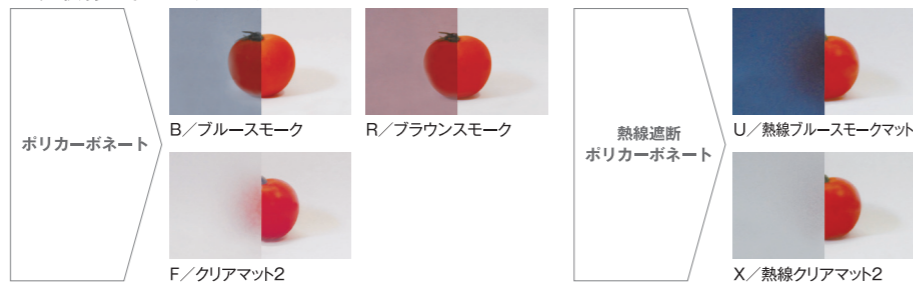 ポリカーボネート
B／ブルースモーク
R／ブラウンスモーク
F／クリアマット2
熱線遮断
ポリカーボネート
U／熱線ブルースモークマット
X／熱線クリアマット2